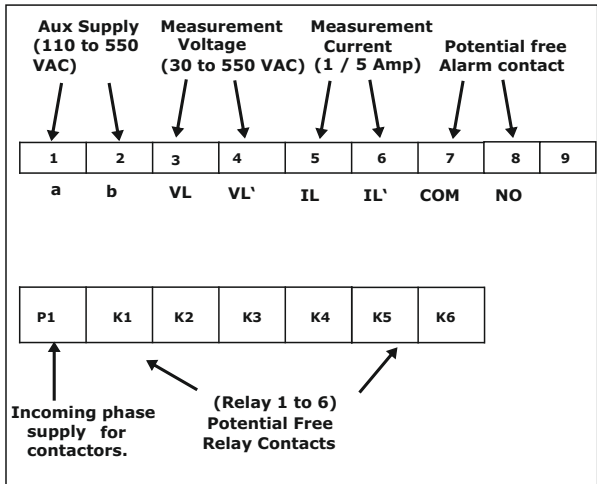 Aux Supply
(110 to 550
VAC)
Measurement
Voltage
(30 to 550 VAC)
Measurement
Current
(1 / 5 Amp)
Potential free
Alarm contact
1 2 3 4 5 6 7 8 9
a b VL VL' IL IL' COM NO
P1 K1 K2 K3 K4 K5 K6
Incoming phase
supply for
contactors.
(Relay 1 to 6)
Potential Free
Relay Contacts